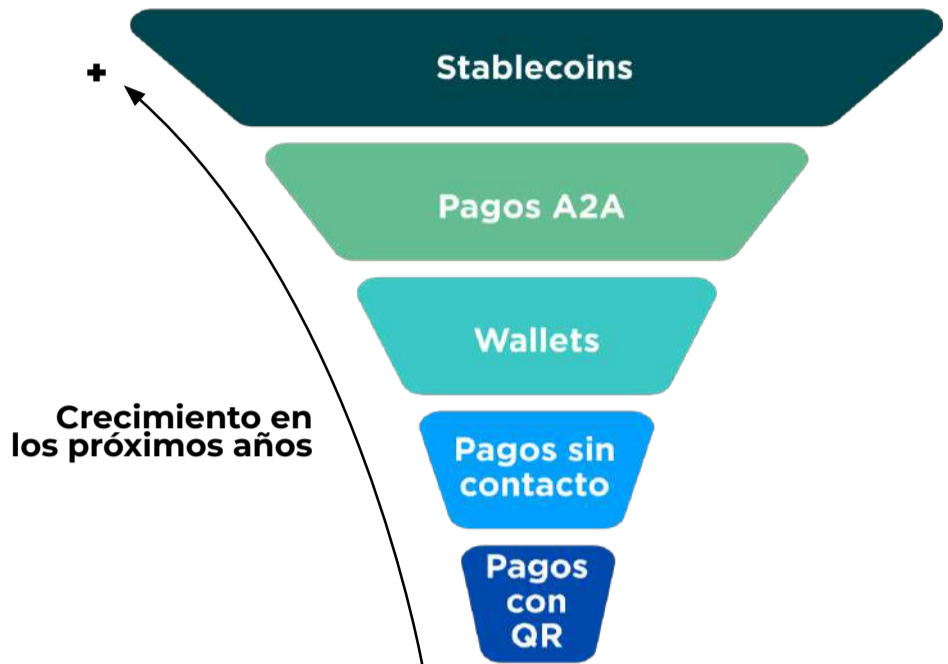 Stablecoins
+
Pagos A2A
Wallets
Crecimiento en
los próximos años
Pagos sin
contacto
Pagos
con
QR